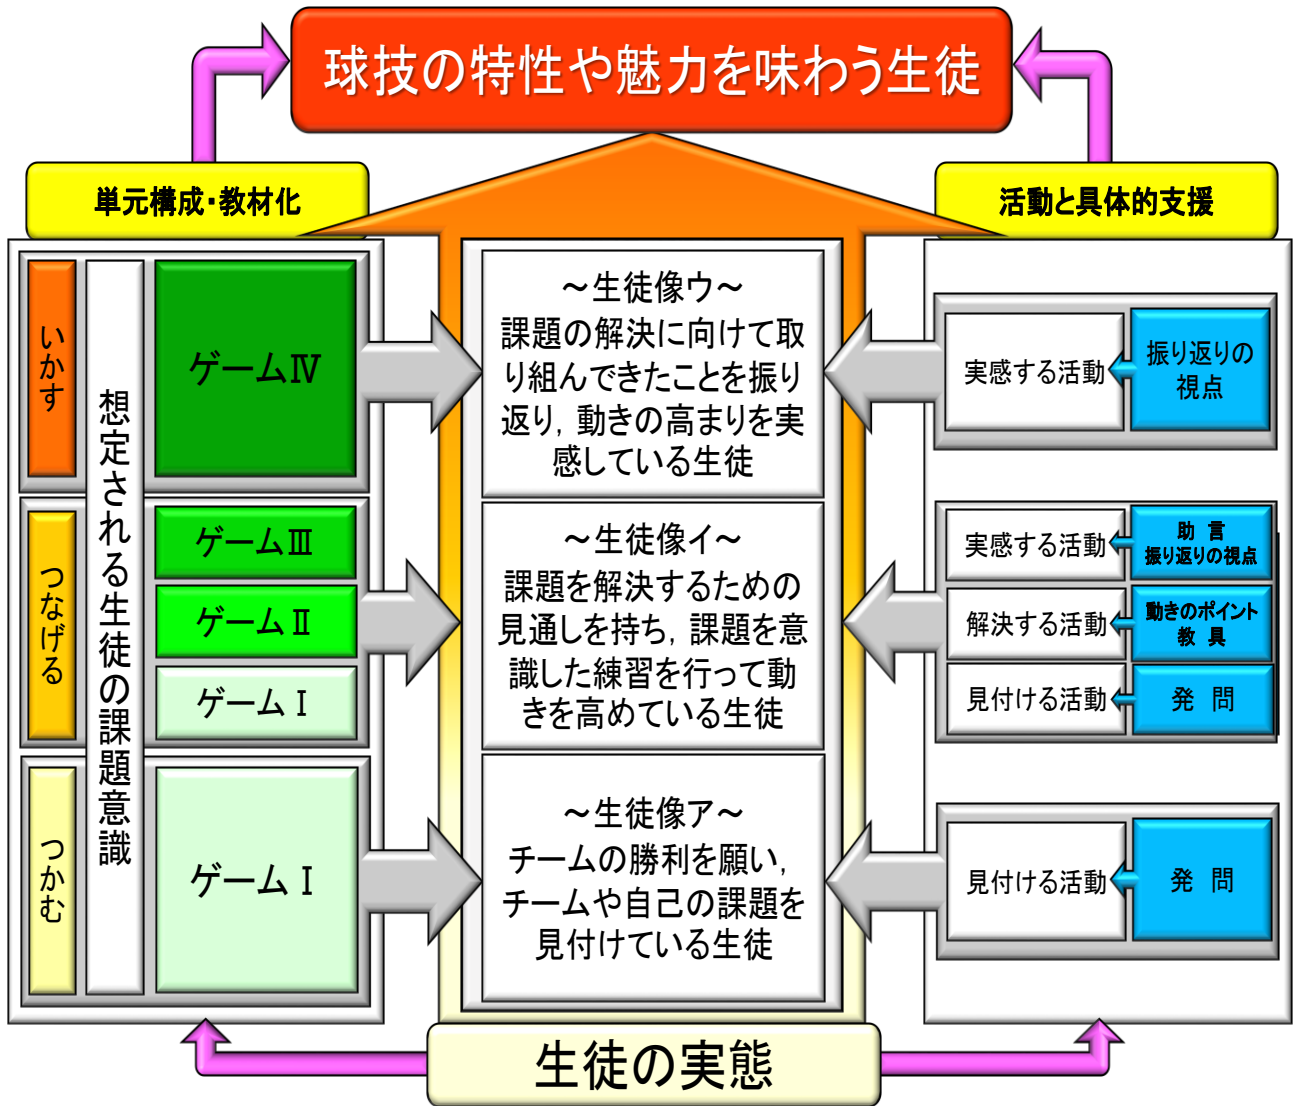 球技の特性や魅力を味わう生徒
単元構成・教材化
活動と具体的支援
いかす
つなげる
つかむ
想定される生徒の課題意識
ゲームⅣ
ゲームⅢ
ゲームⅡ
ゲームⅠ
ゲームⅠ
～生徒像ウ～
課題の解決に向けて取
り組んできたことを振り
返り，動きの高まりを実
感している生徒
～生徒像イ～
課題を解決するための
見通しを持ち，課題を意
識した練習を行って動
きを高めている生徒
～生徒像ア～
チームの勝利を願い，
チームや自己の課題を
見付けている生徒
実感する活動
振り返りの
視点
実感する活動
助 言
振り返りの視点
解決する活動
動きのポイント
教 具
見付ける活動
発 問
見付ける活動
発 問
生徒の実態